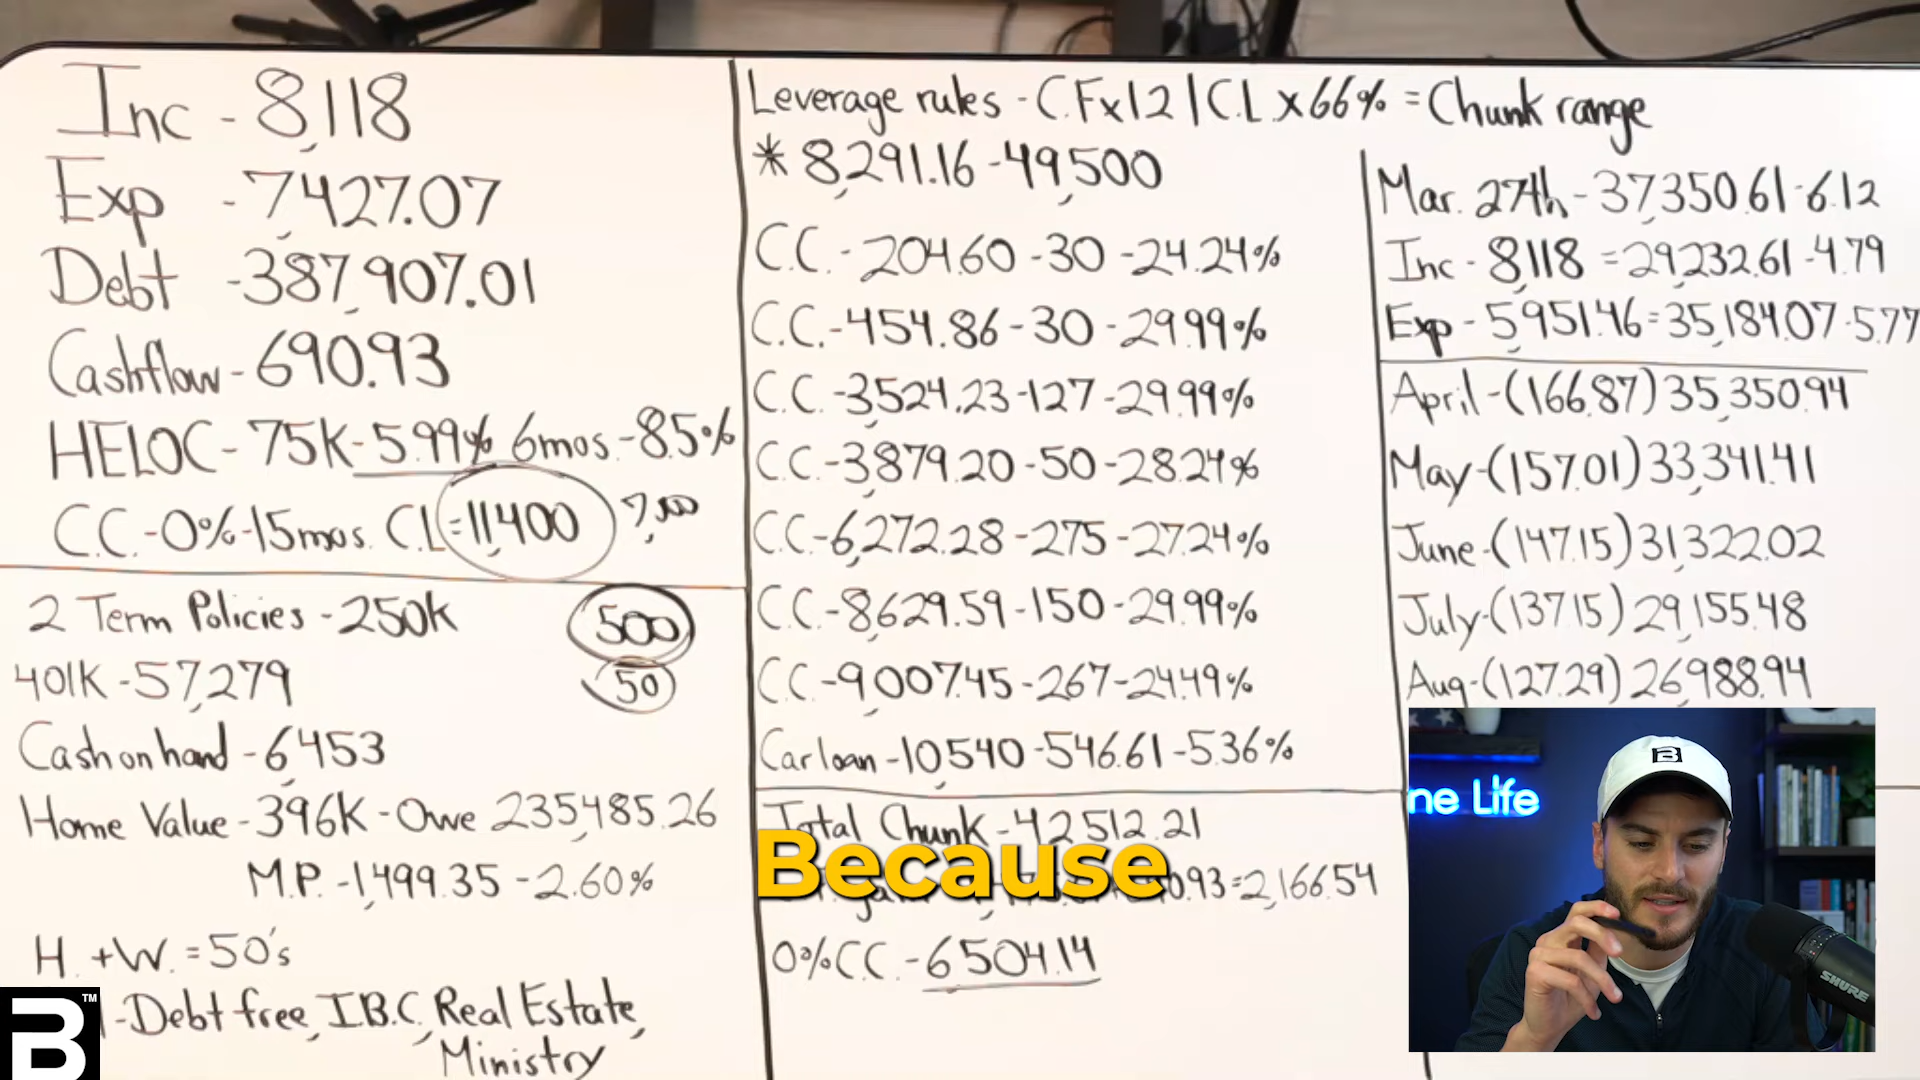 Inc - 8,118
Exp - 7,427.07
Debt - 387,907.01
Cashflow - 690.93
HELOC - 75K - 5.99% 6mos. - 8.5%
C.C. - 0% - 15mos. C.L = 11,400
2 Term Policies - 250K
500
401K - 57,279
50
Cash on hand - 6,453
Home Value - 396K - Owe 235,485.26
M.P. - 1,499.35 - 2.60%
H. + W. = 50's
- Debt free, I.B.C, Real Estate,
Ministry
Leverage rules - C.F x 12 | C.L x 66% = Chunk range
* 8,291.16 - 49,500
C.C. - 204.60 - 30 - 24.24%
C.C. - 454.86 - 30 - 29.99%
C.C. - 3,524.23 - 127 - 29.99%
C.C. - 3,879.20 - 50 - 28.24%
C.C. - 6,272.28 - 275 - 27.24%
C.C. - 8,629.59 - 150 - 29.99%
C.C. - 9,007.45 - 267 - 24.49%
Car loan - 10,540 - 546.61 - 5.36%
Total Chunk - 42,512.21
0.93 = 2,166.54
0% C.C. - 6,504.14
Mar. 27th - 37,350.61 - 6.12
Inc - 8,118 = 29,232.61 - 4.79
Exp - 5,951.46 = 35,184.07 - 5.77
April - (166.87) 35,350.94
May - (157.01) 33,341.41
June - (147.15) 31,322.02
July - (137.15) 29,155.48
Aug - (127.29) 26,988.94
Because
ne Life
SHURE
B
TM